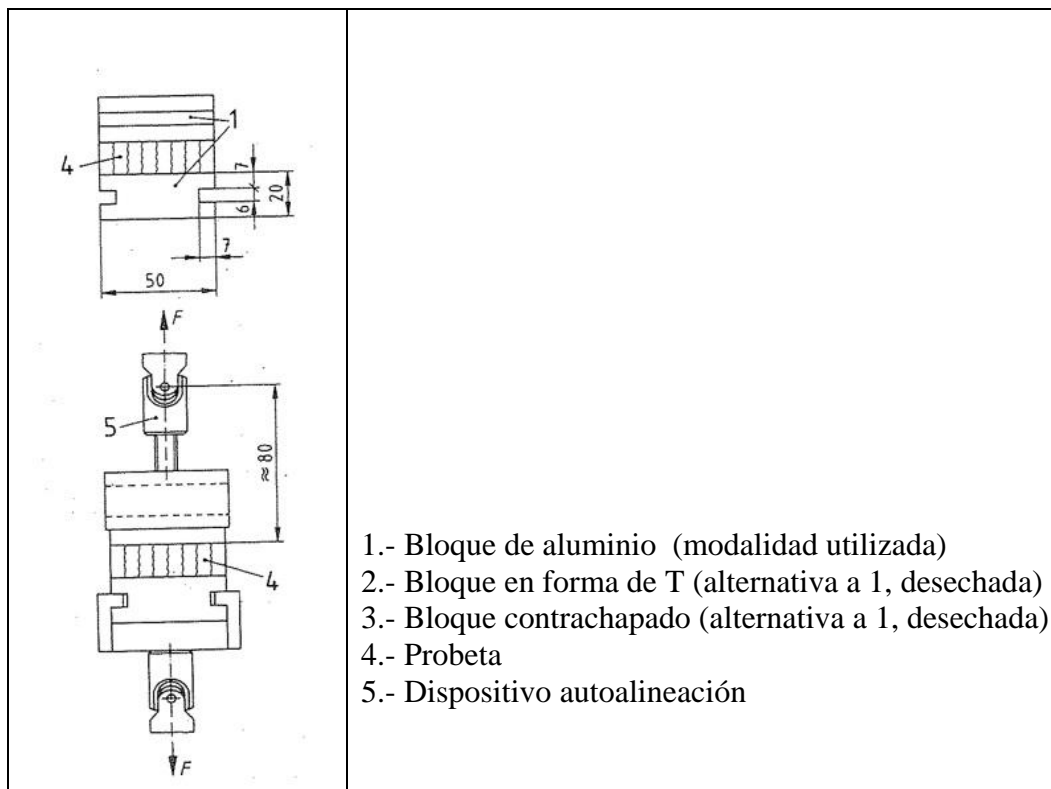 1
4
7
20
6
7
50
F
5
≈80
4
F
1.- Bloque de aluminio (modalidad utilizada)
2.- Bloque en forma de T (alternativa a 1, desechada)
3.- Bloque contrachapado (alternativa a 1, desechada)
4.- Probeta
5.- Dispositivo autoalineación